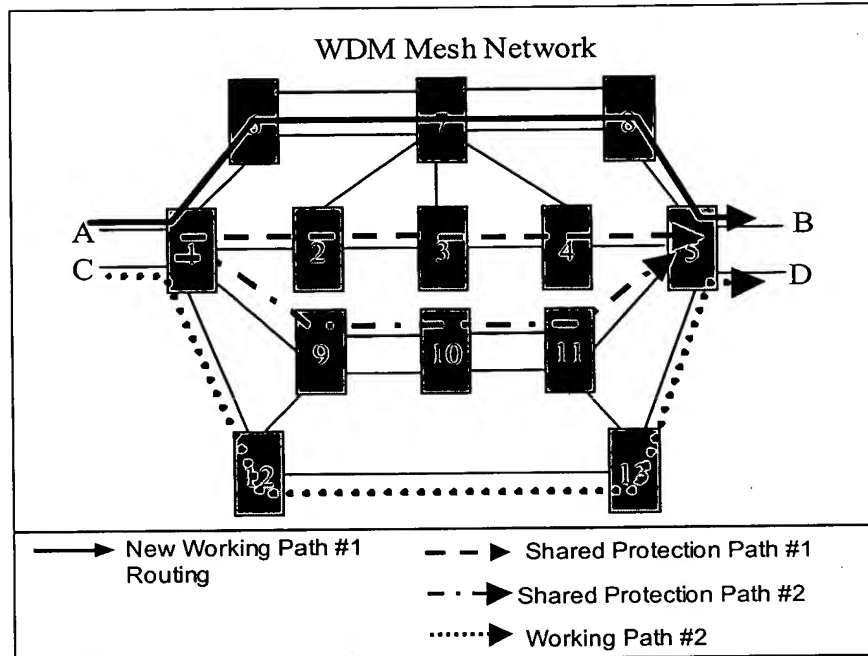 WDM Mesh Network
7
A
B
1
2
3
4
5
C
D
9
10
11
12
13
New Working Path #1
Routing
Shared Protection Path #1
Shared Protection Path #2
Working Path #2